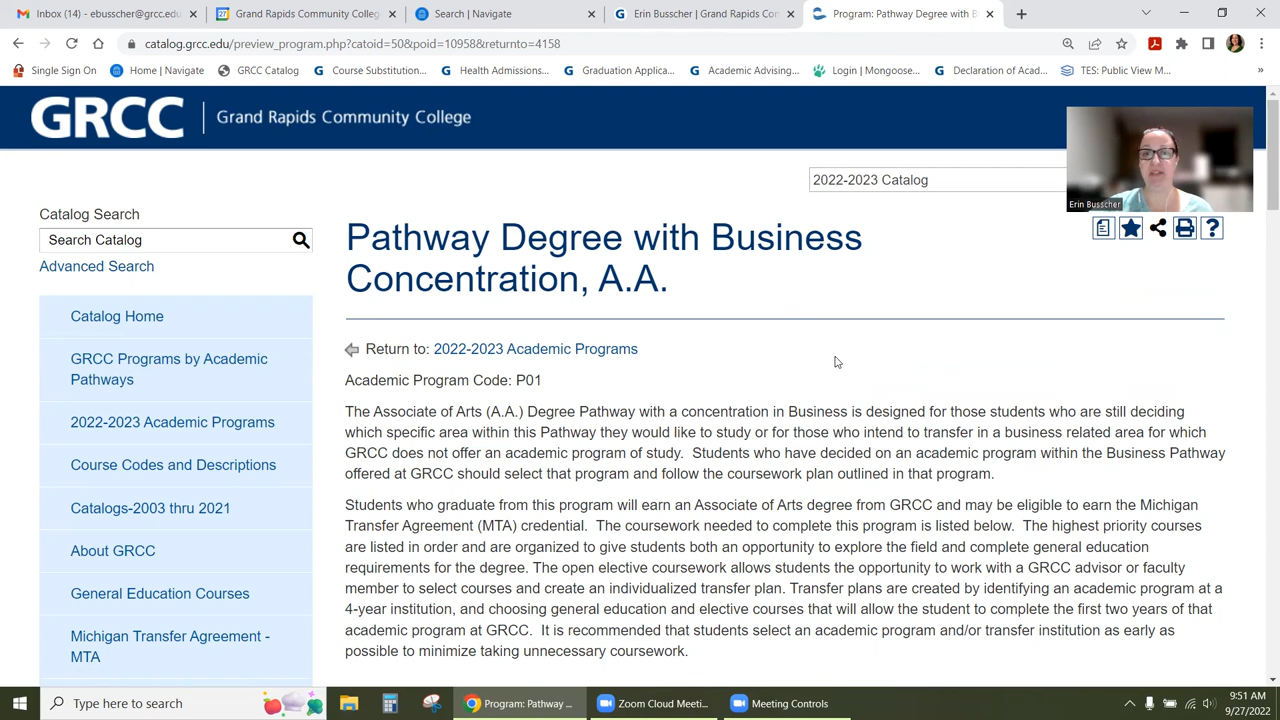 Inbox (14) - ebusscher@grcc.edu
Grand Rapids Community College
Search | Navigate
Erin Busscher | Grand Rapids Com
Program: Pathway Degree with B
catalog.grcc.edu/preview_program.php?catoid=50&poid=10958&returnto=4158
Single Sign On
Home | Navigate
GRCC Catalog
Course Substitution...
Health Admissions...
Graduation Applica...
Academic Advising...
Login | Mongoose...
Declaration of Acad...
TES: Public View M...
»
GRCC
Grand Rapids Community College
2022-2023 Catalog
Erin Busscher
Catalog Search
Search Catalog
Advanced Search
Catalog Home
GRCC Programs by Academic
Pathways
2022-2023 Academic Programs
Course Codes and Descriptions
Catalogs-2003 thru 2021
About GRCC
General Education Courses
Michigan Transfer Agreement -
MTA
Pathway Degree with Business
Concentration, A.A.
?
Return to: 2022-2023 Academic Programs
Academic Program Code: P01
The Associate of Arts (A.A.) Degree Pathway with a concentration in Business is designed for those students who are still deciding
which specific area within this Pathway they would like to study or for those who intend to transfer in a business related area for which
GRCC does not offer an academic program of study.  Students who have decided on an academic program within the Business Pathway
offered at GRCC should select that program and follow the coursework plan outlined in that program.
Students who graduate from this program will earn an Associate of Arts degree from GRCC and may be eligible to earn the Michigan
Transfer Agreement (MTA) credential.  The coursework needed to complete this program is listed below.  The highest priority courses
are listed in order and are organized to give students both an opportunity to explore the field and complete general education
requirements for the degree. The open elective coursework allows students the opportunity to work with a GRCC advisor or faculty
member to select courses and create an individualized transfer plan. Transfer plans are created by identifying an academic program at a
4-year institution, and choosing general education and elective courses that will allow the student to complete the first two years of that
academic program at GRCC.  It is recommended that students select an academic program and/or transfer institution as early as
possible to minimize taking unnecessary coursework.
Type here to search
Program: Pathway ...
Zoom Cloud Meeti...
Meeting Controls
9:51 AM
9/27/2022